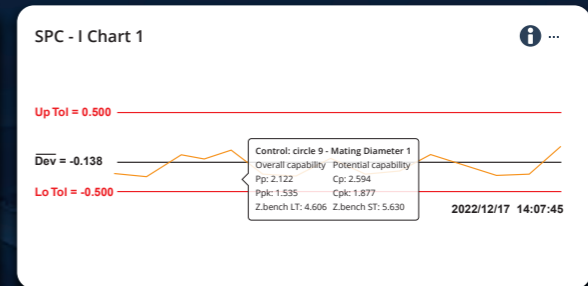 SPC - I Chart 1
Up Tol = 0.500
Dev = -0.138
Lo Tol = -0.500
Control: circle 9 - Mating Diameter 1
Overall capability Potential capability
Pp: 2.122 Cp: 2.594
Ppk: 1.535 Cpk: 1.877
Z.bench LT: 4.606 Z.bench ST: 5.630
2022/12/17 14:07:45